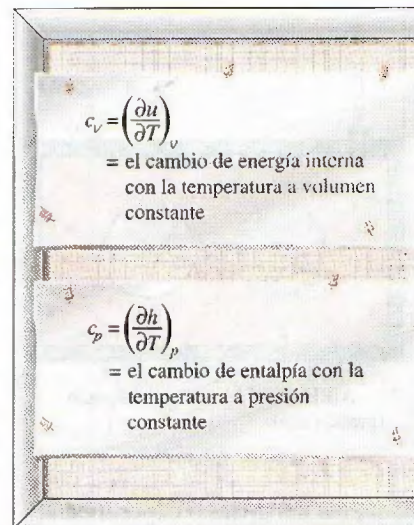 c_v = (∂u/∂T)_v
= el cambio de energía interna
con la temperatura a volumen
constante
c_p = (∂h/∂T)_p
= el cambio de entalpía con la
temperatura a presión
constante